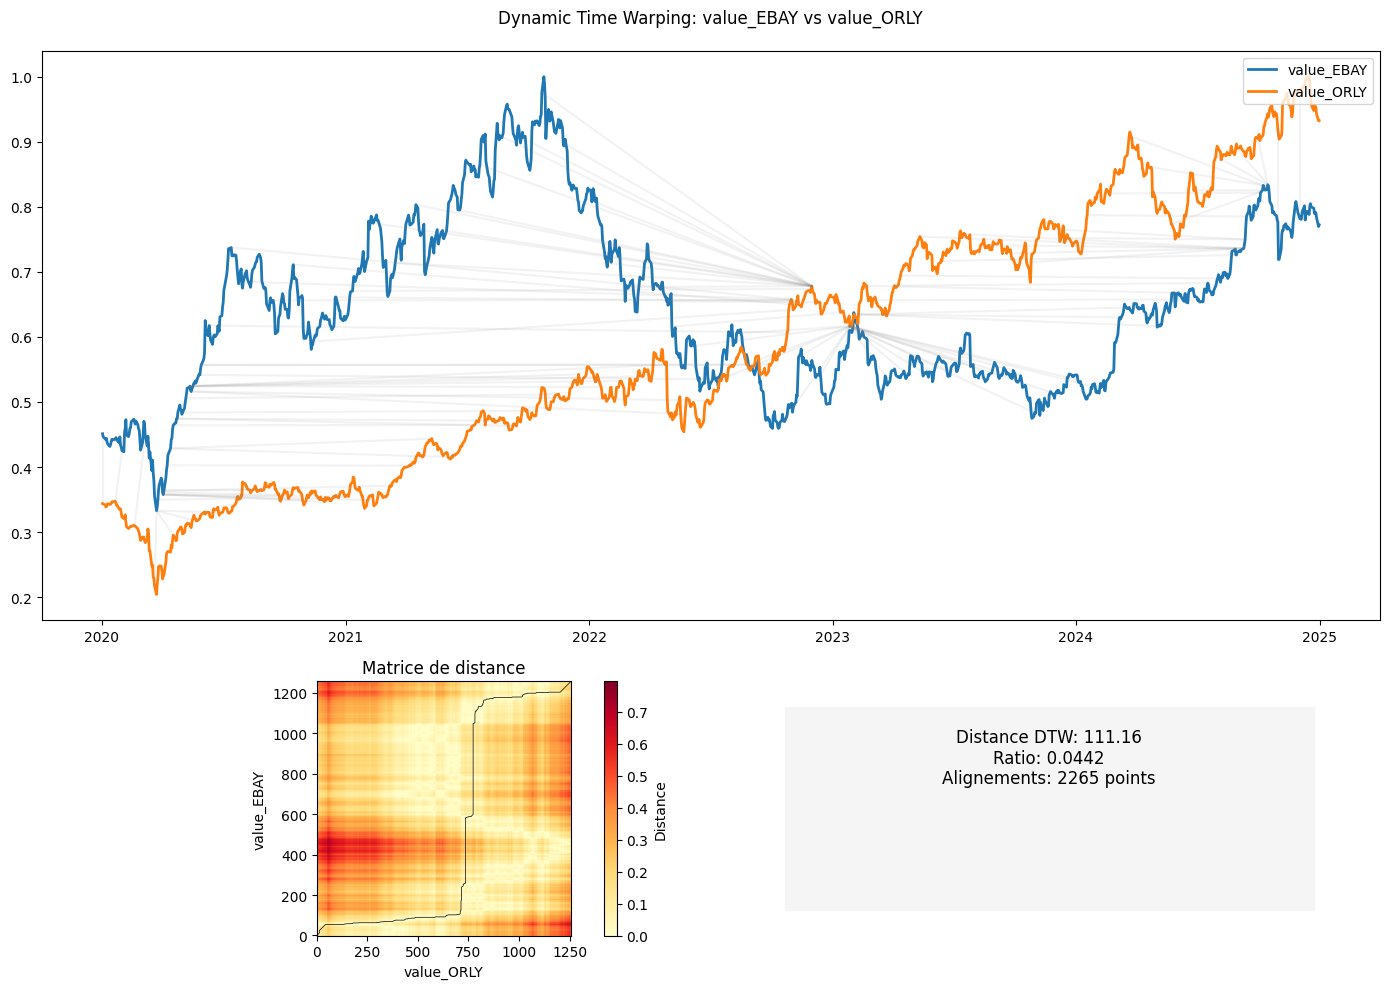 Dynamic Time Warping: value_EBAY vs value_ORLY
value_EBAY
value_ORLY
1.0
0.9
0.8
0.7
0.6
0.5
0.4
0.3
0.2
2020 2021 2022 2023 2024 2025
Matrice de distance
value_EBAY
1200
1000
800
600
400
200
0
0 250 500 750 1000 1250
value_ORLY
0.7
0.6
0.5
0.4
0.3
0.2
0.1
0.0
Distance
Distance DTW: 111.16
Ratio: 0.0442
Alignements: 2265 points